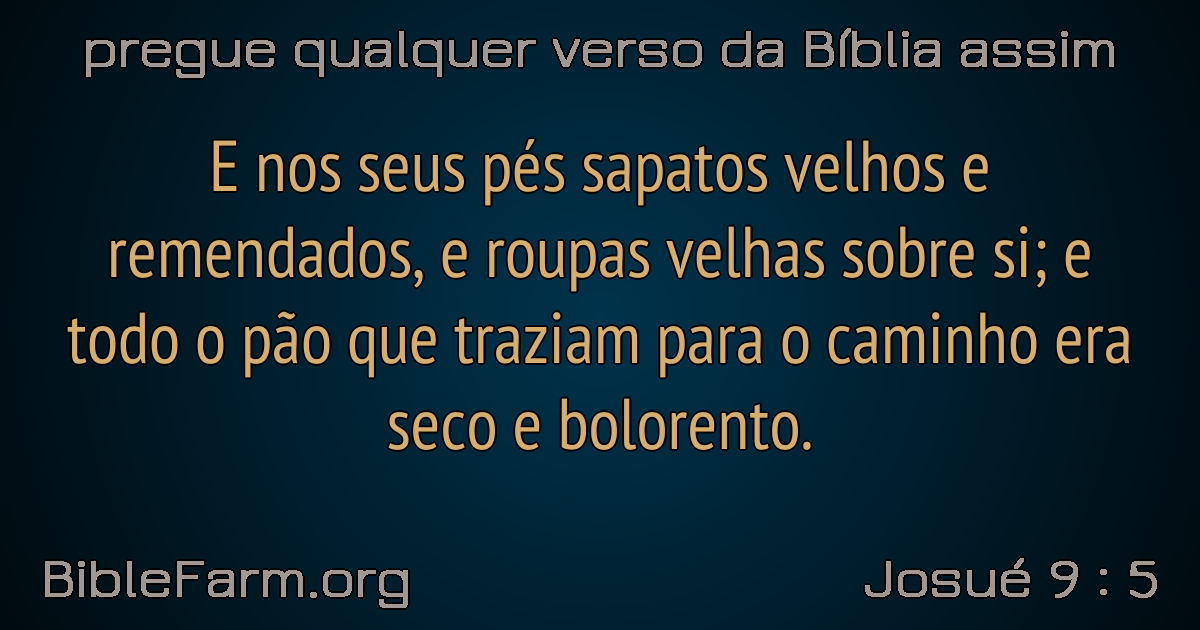 pregue qualquer verso da Bíblia assim
E nos seus pés sapatos velhos e
remendados, e roupas velhas sobre si; e
todo o pão que traziam para o caminho era
seco e bolorento.
BibleFarm.org
Josué 9 : 5